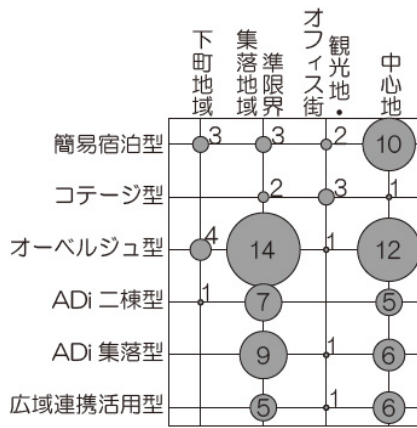 下町地域
準限界
集落地域
観光地・
オフィス街
中心地
簡易宿泊型 3 3 2 10
コテージ型 2 3 1
オーベルジュ型 4 14 1 12
ADi 二棟型 1 7 5
ADi 集落型 9 1 6
広域連携活用型 5 1 6